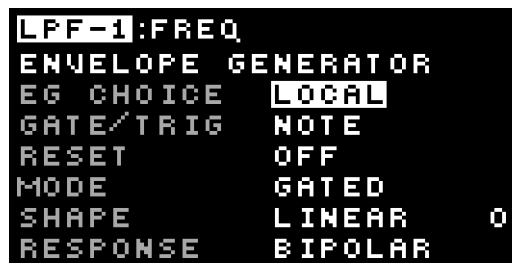 LPF-1:FREQ
ENVELOPE GENERATOR
EG CHOICE LOCAL
GATE/TRIG NOTE
RESET OFF
MODE GATED
SHAPE LINEAR 0
RESPONSE BIPOLAR